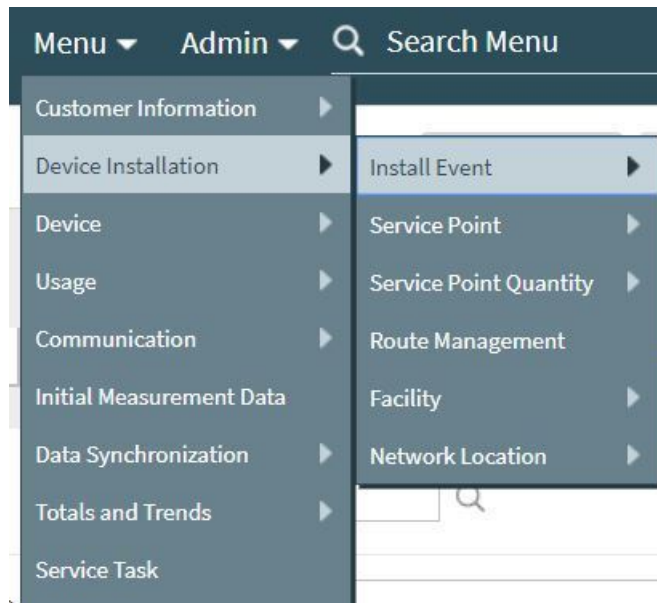 Menu Admin Search Menu
Customer Information
Device Installation
Device
Usage
Communication
Initial Measurement Data
Data Synchronization
Totals and Trends
Service Task
Install Event
Service Point
Service Point Quantity
Route Management
Facility
Network Location